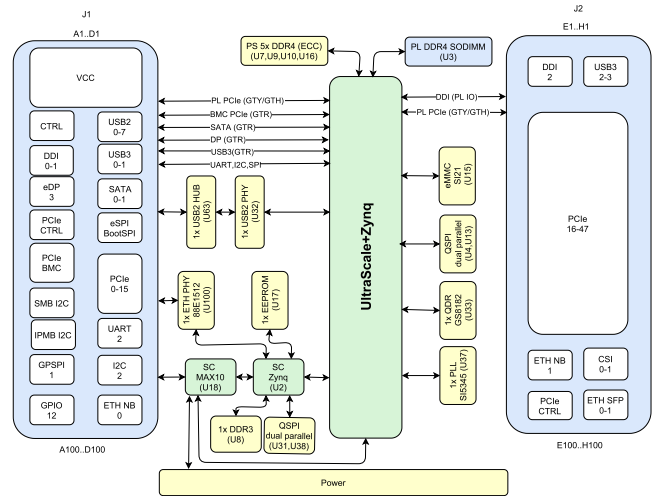 J1
A1..D1
VCC
CTRL
USB2
0-7
DDI
0-1
USB3
0-1
eDP
3
SATA
0-1
PCIe
CTRL
eSPI
BootSPI
PCIe
BMC
PCIe
0-15
SMB I2C
IPMB I2C
UART
2
GPSPI
1
I2C
2
GPIO
12
ETH NB
0
A100..D100
PS 5x DDR4 (ECC)
(U7,U9,U10,U16)
PL DDR4 SODIMM
(U3)
PL PCIe (GTY/GTH)
BMC PCIe (GTR)
SATA (GTR)
DP (GTR)
USB3(GTR)
UART,I2C,SPI
1x USB2 HUB
(U63)
1x USB2 PHY
(U32)
1x ETH PHY
88E1512
(U100)
1x EEPROM
(U17)
SC
MAX10
(U18)
SC
Zynq
(U2)
1x DDR3
(U8)
QSPI
dual parallel
(U31,U38)
UltraScale+Zynq
DDI (PL IO)
PL PCIe (GTY/GTH)
eMMC
SI21
(U15)
QSPI
dual parallel
(U4,U13)
1x QDR
GS8182
(U33)
1x PLL
SI5345 (U37)
Power
J2
E1..H1
DDI
2
USB3
2-3
PCIe
16-47
ETH NB
1
CSI
0-1
PCIe
CTRL
ETH SFP
0-1
E100..H100